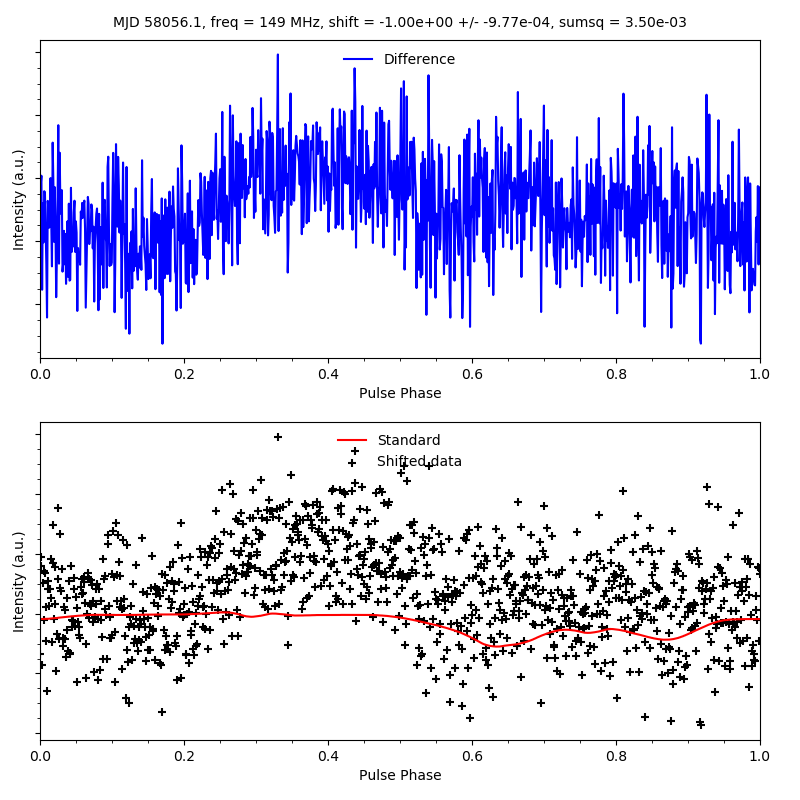 MJD 58056.1, freq = 149 MHz, shift = -1.00e+00 +/- -9.77e-04, sumsq = 3.50e-03
Difference
Intensity (a.u.)
0.0 0.2 0.4 0.6 0.8 1.0
Pulse Phase
Standard
Shifted data
Intensity (a.u.)
0.0 0.2 0.4 0.6 0.8 1.0
Pulse Phase